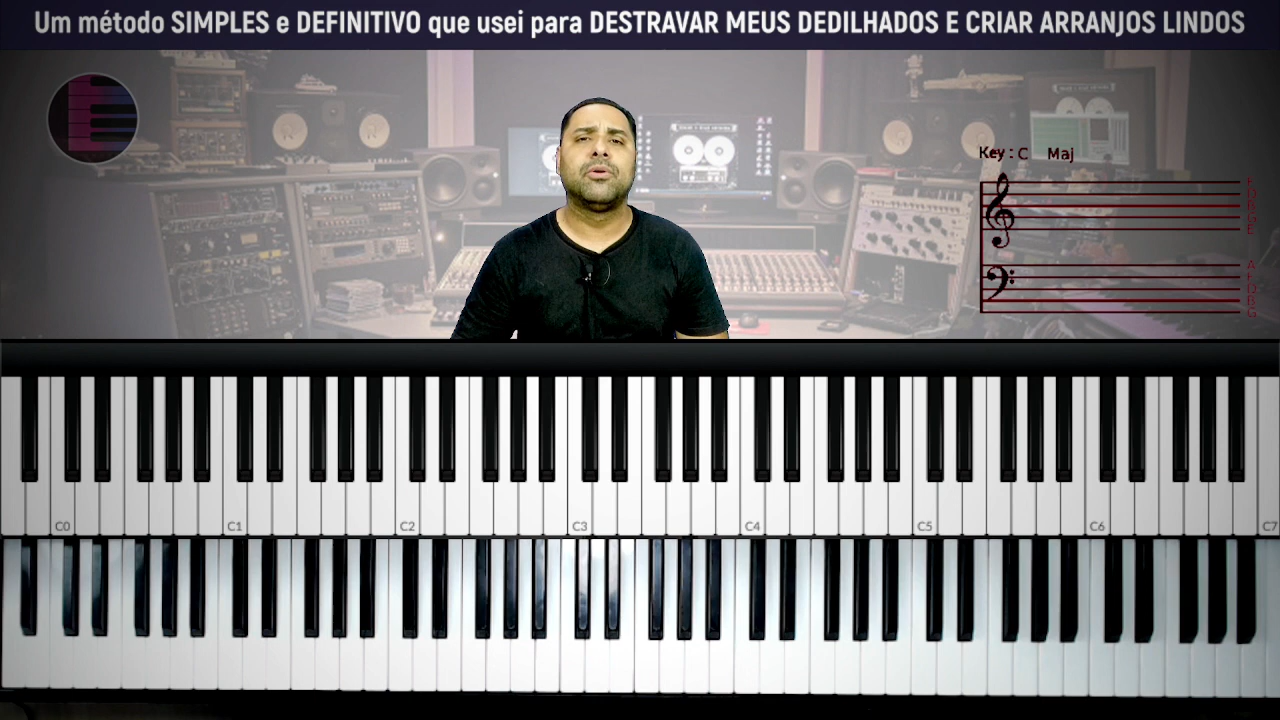 Um método SIMPLES e DEFINITIVO que usei para DESTRAVAR MEUS DEDILHADOS E CRIAR ARRANJOS LINDOS
Key : C Maj
C0 C1 C2 C3 C4 C5 C6 C7